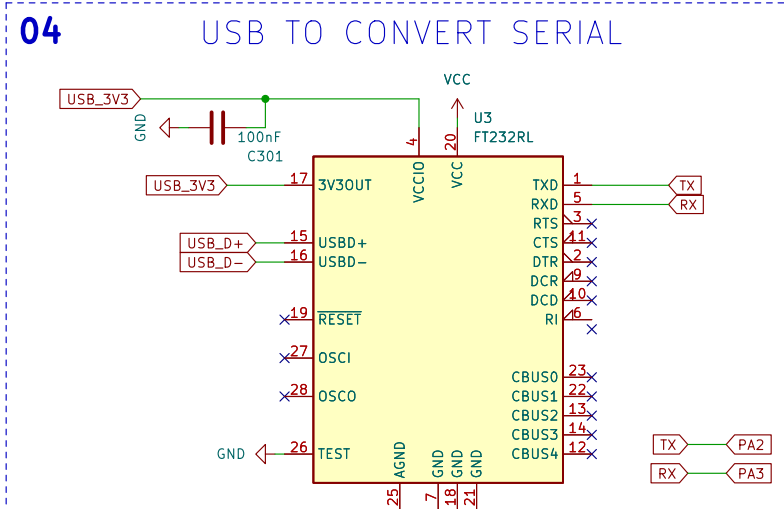 04 USB TO CONVERT SERIAL
VCC
USB_3V3
GND
100nF
C301
U3
FT232RL
4
20
VCCIO
VCC
USB_3V3 17 3V3OUT
TXD 1 TX
RXD 5 RX
RTS 3
USB_D+ 15 USBD+
CTS 11
USB_D- 16 USBD-
DTR 2
DCR 9
DCD 10
19 RESET
RI 6
27 OSCI
CBUS0 23
28 OSCO
CBUS1 22
CBUS2 13
CBUS3 14
GND 26 TEST
CBUS4 12
TX PA2
RX PA3
AGND
GND
GND
GND
25
7
18
21